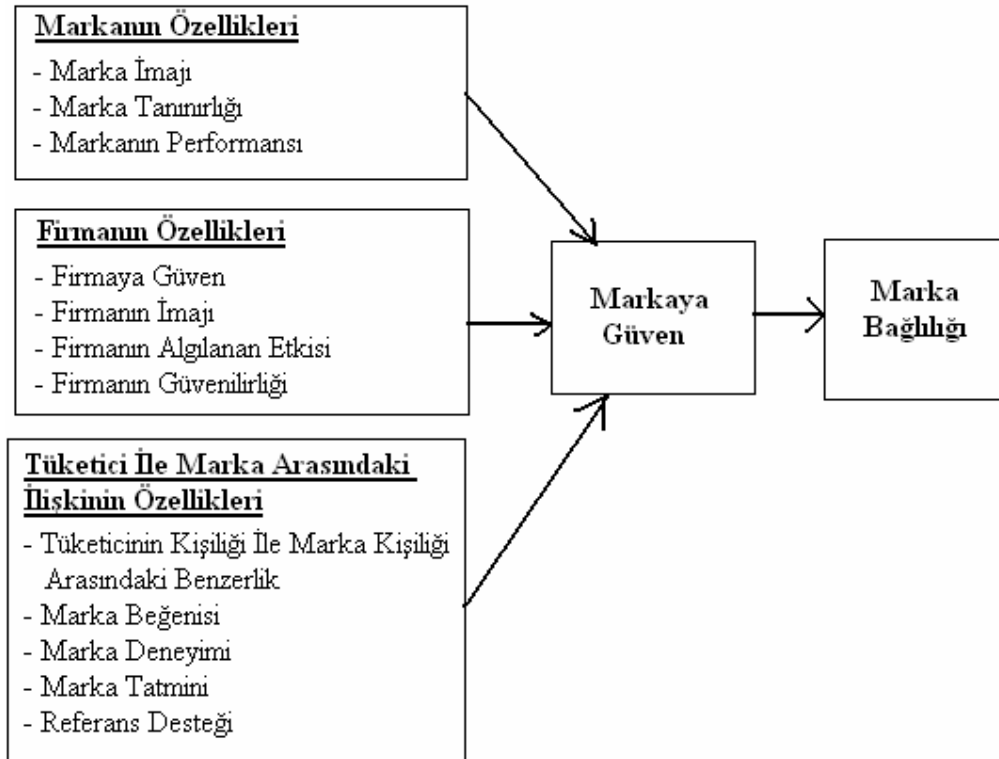 Markanın Özellikleri
- Marka İmajı
- Marka Tanınırlığı
- Markanın Performansı
Firmanın Özellikleri
- Firmaya Güven
- Firmanın İmajı
- Firmanın Algılanan Etkisi
- Firmanın Güvenilirliği
Tüketici İle Marka Arasındaki
İlişkinin Özellikleri
- Tüketicinin Kişiliği İle Marka Kişiliği
Arasındaki Benzerlik
- Marka Beğenisi
- Marka Deneyimi
- Marka Tatmini
- Referans Desteği
Markaya
Güven
Marka
Bağlılığı